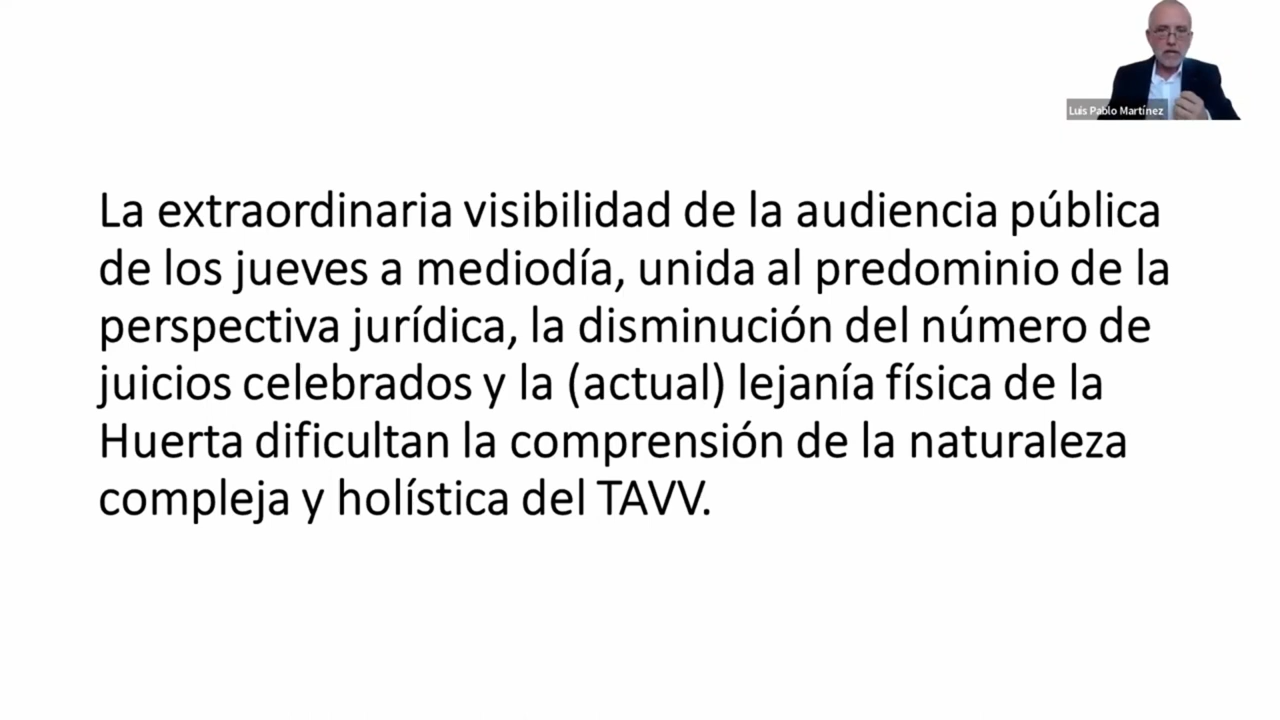 Luis Pablo Martínez
La extraordinaria visibilidad de la audiencia pública
de los jueves a mediodía, unida al predominio de la
perspectiva jurídica, la disminución del número de
juicios celebrados y la (actual) lejanía física de la
Huerta dificultan la comprensión de la naturaleza
compleja y holística del TAVV.